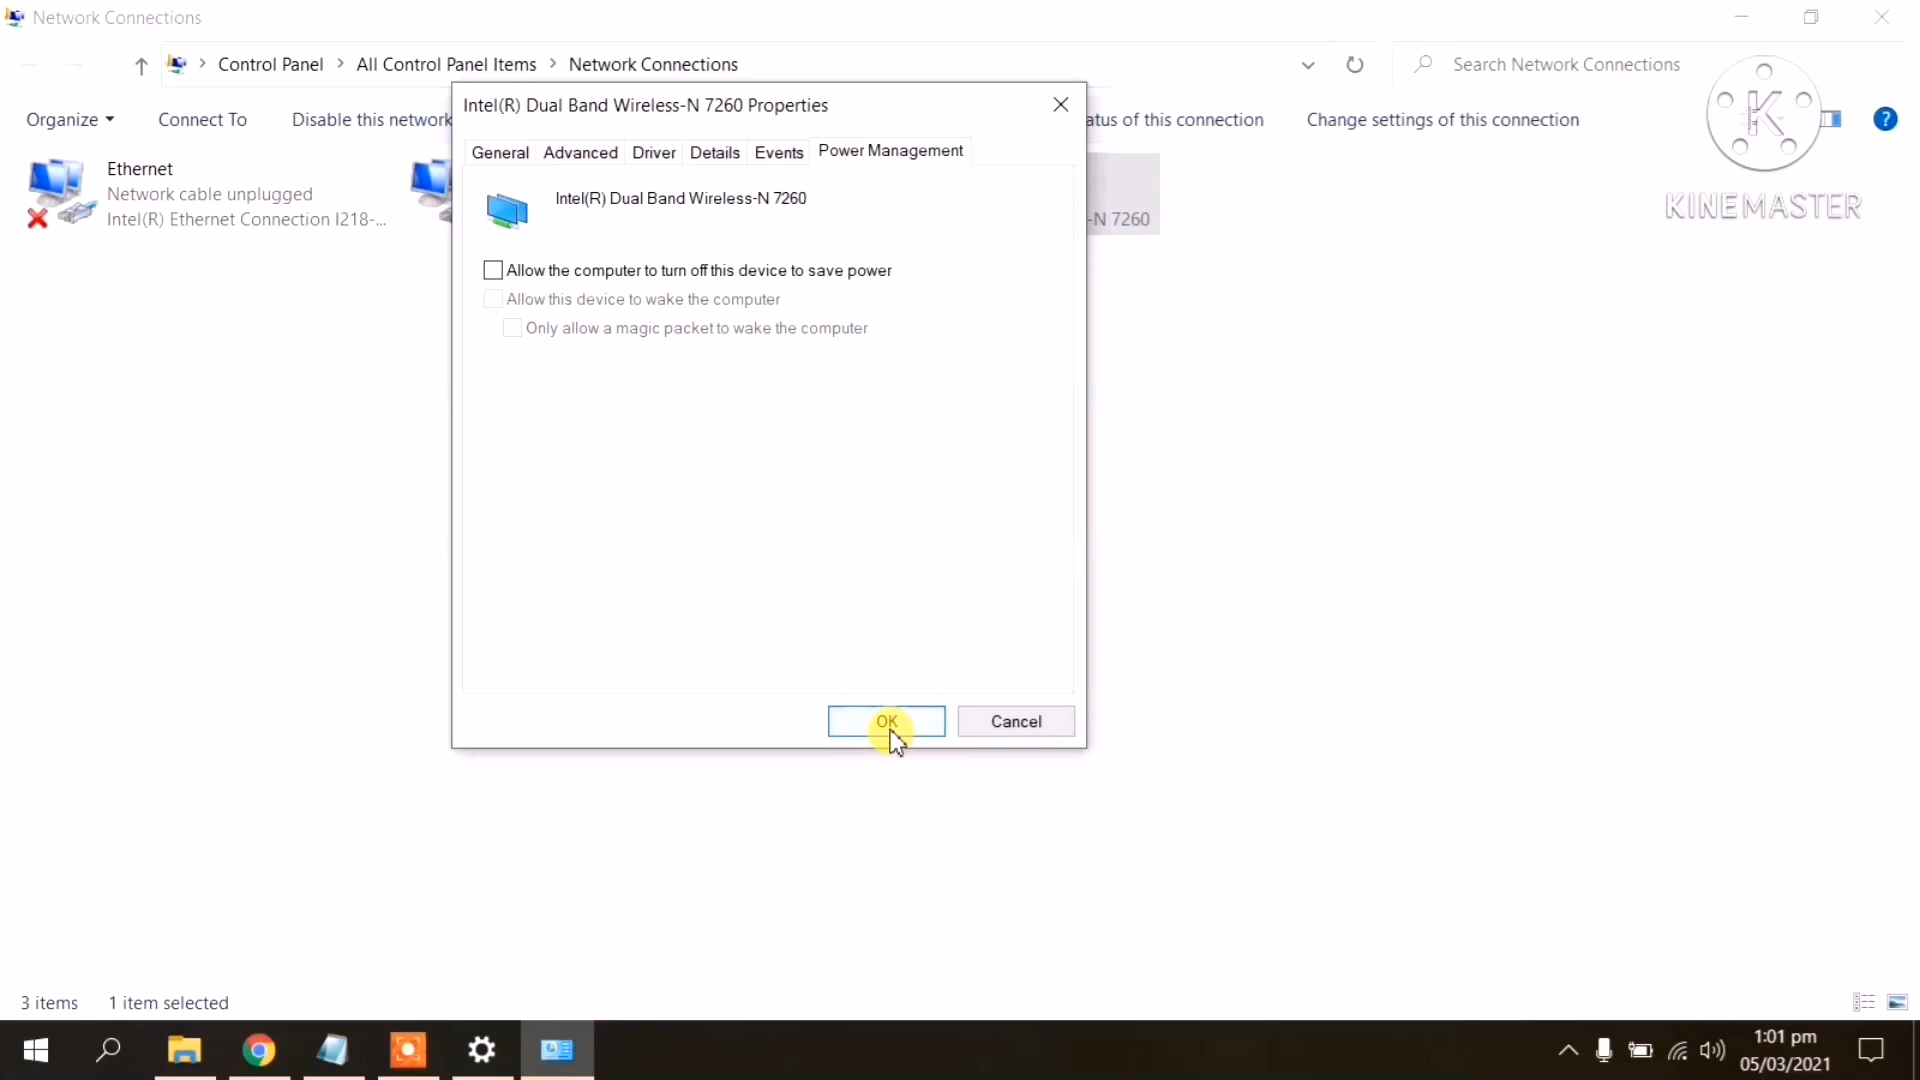 Network Connections
Control Panel > All Control Panel Items > Network Connections
Search Network Connections
Organize
Connect To
Disable this network
atus of this connection
Change settings of this connection
KINEMASTER
Ethernet
Network cable unplugged
Intel(R) Ethernet Connection I218-...
-N 7260
Intel(R) Dual Band Wireless-N 7260 Properties
General
Advanced
Driver
Details
Events
Power Management
Intel(R) Dual Band Wireless-N 7260
Allow the computer to turn off this device to save power
Allow this device to wake the computer
Only allow a magic packet to wake the computer
OK
Cancel
3 items
1 item selected
1:01 pm
05/03/2021